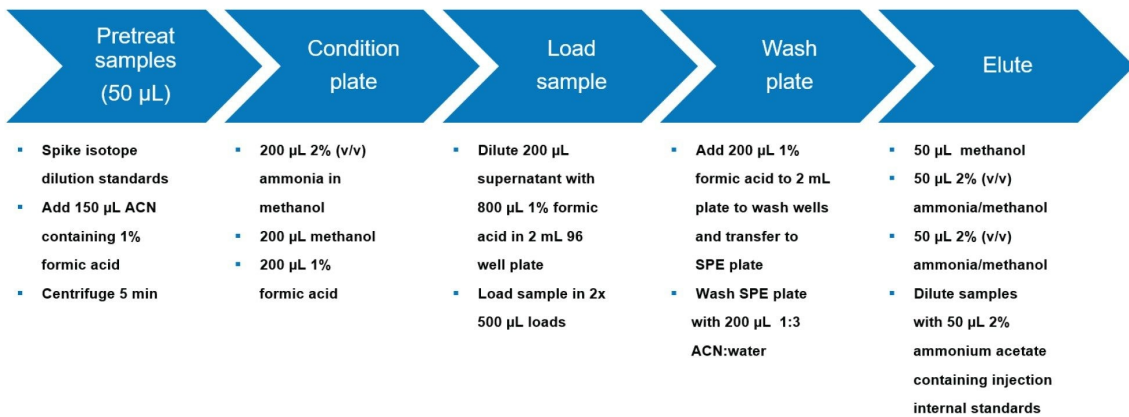 Pretreat
samples
(50 µL)
Condition
plate
Load
sample
Wash
plate
Elute
▪ Spike isotope
dilution standards
▪ Add 150 µL ACN
containing 1%
formic acid
▪ Centrifuge 5 min
▪ 200 µL 2% (v/v)
ammonia in
methanol
▪ 200 µL methanol
▪ 200 µL 1%
formic acid
▪ Dilute 200 µL
supernatant with
800 µL 1% formic
acid in 2 mL 96
well plate
▪ Load sample in 2x
500 µL loads
▪ Add 200 µL 1%
formic acid to 2 mL
plate to wash wells
and transfer to
SPE plate
▪ Wash SPE plate
with 200 µL 1:3
ACN:water
▪ 50 µL methanol
▪ 50 µL 2% (v/v)
ammonia/methanol
▪ 50 µL 2% (v/v)
ammonia/methanol
▪ Dilute samples
with 50 µL 2%
ammonium acetate
containing injection
internal standards